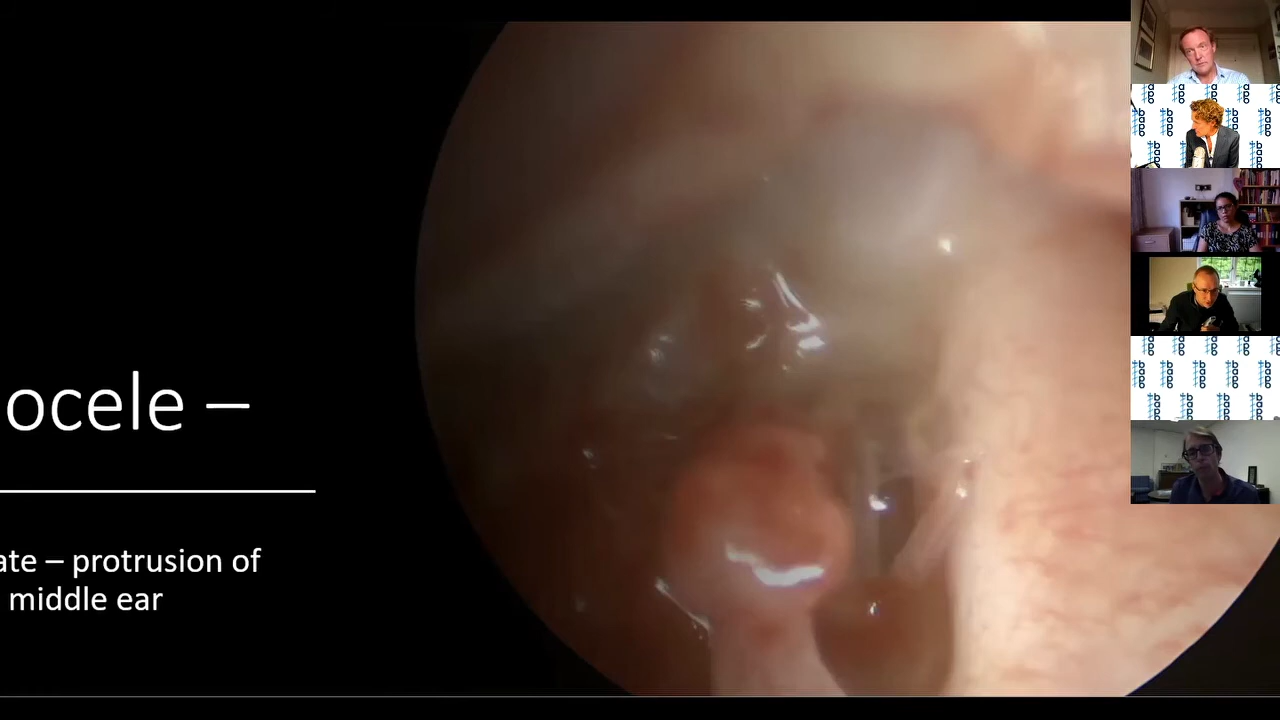 ocele –
ate – protrusion of
middle ear